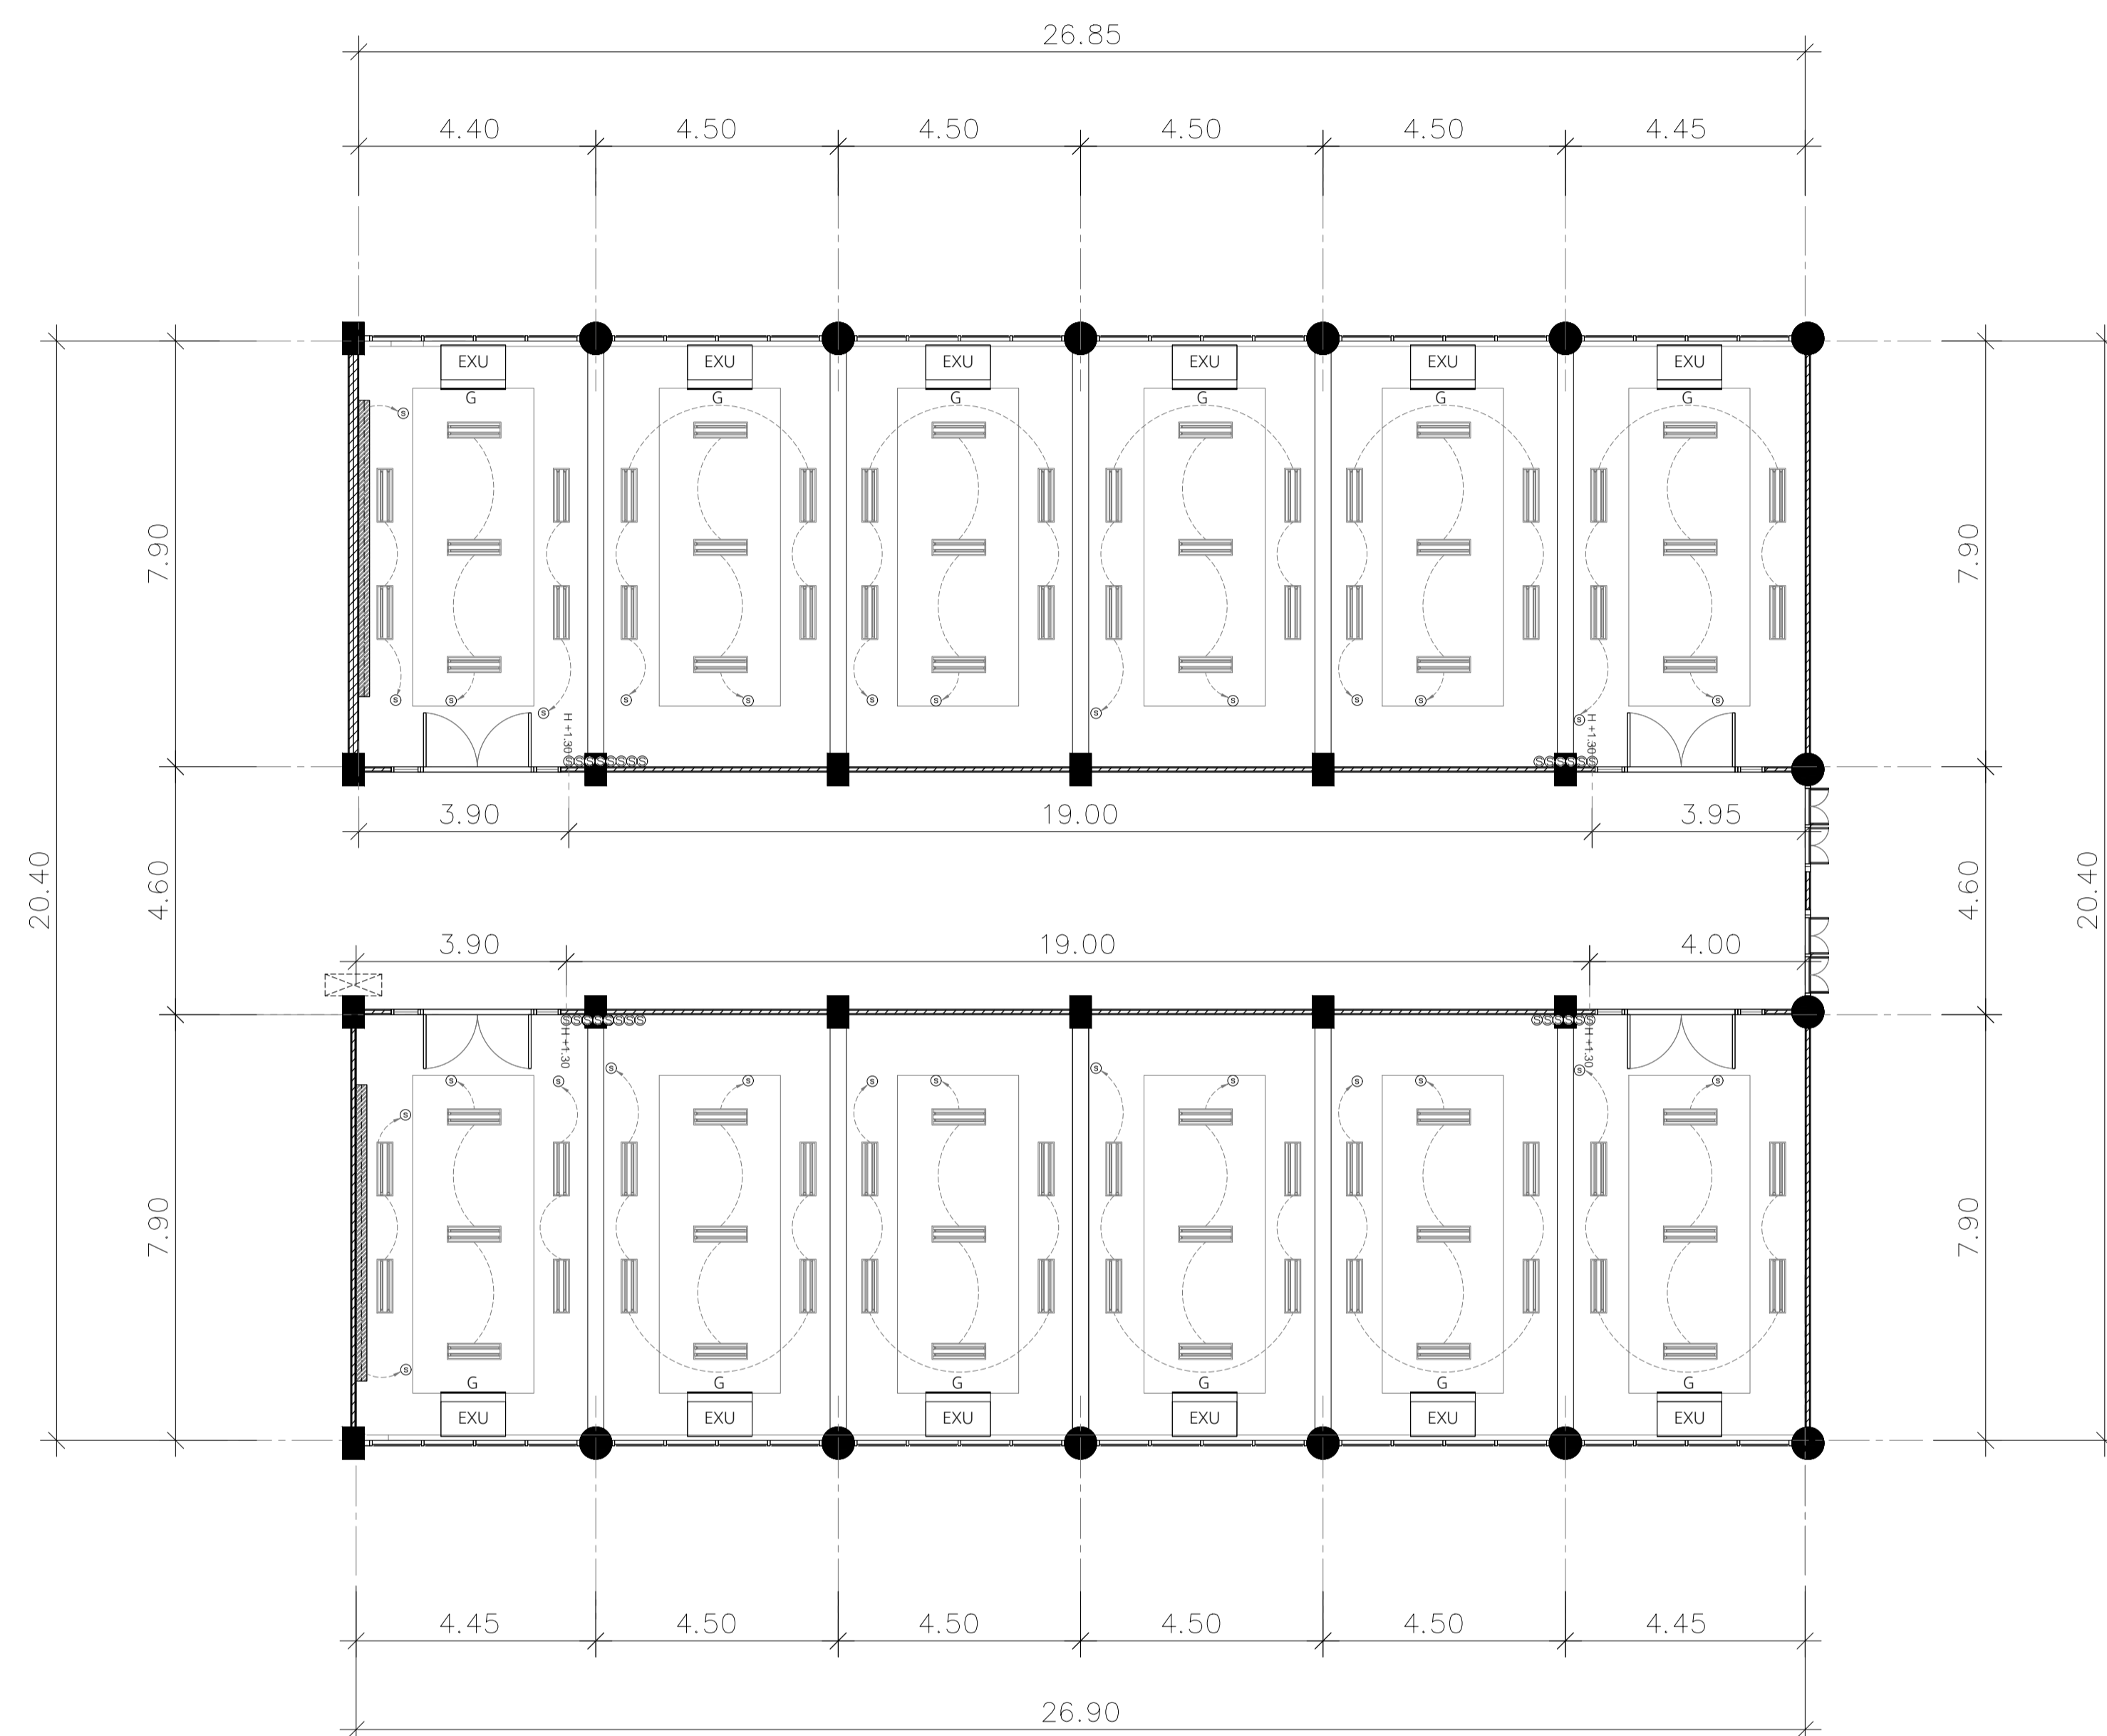 26.85
4.40 4.50 4.50 4.50 4.50 4.45
EXU EXU EXU EXU EXU EXU
G G G G G G
S
7.90 7.90
S S S S S S S S S S S S S
H +1.30 H +1.30
SSSSSSSS SSSSSS
3.90 19.00 3.95
20.40 4.60 4.60 20.40
3.90 19.00 4.00
SSSSSSSS SSSSSS
H +1.30 H +1.30
S S S S S S S S S S S S
S
7.90 7.90
S
G G G G G G
EXU EXU EXU EXU EXU EXU
4.45 4.50 4.50 4.50 4.50 4.45
26.90